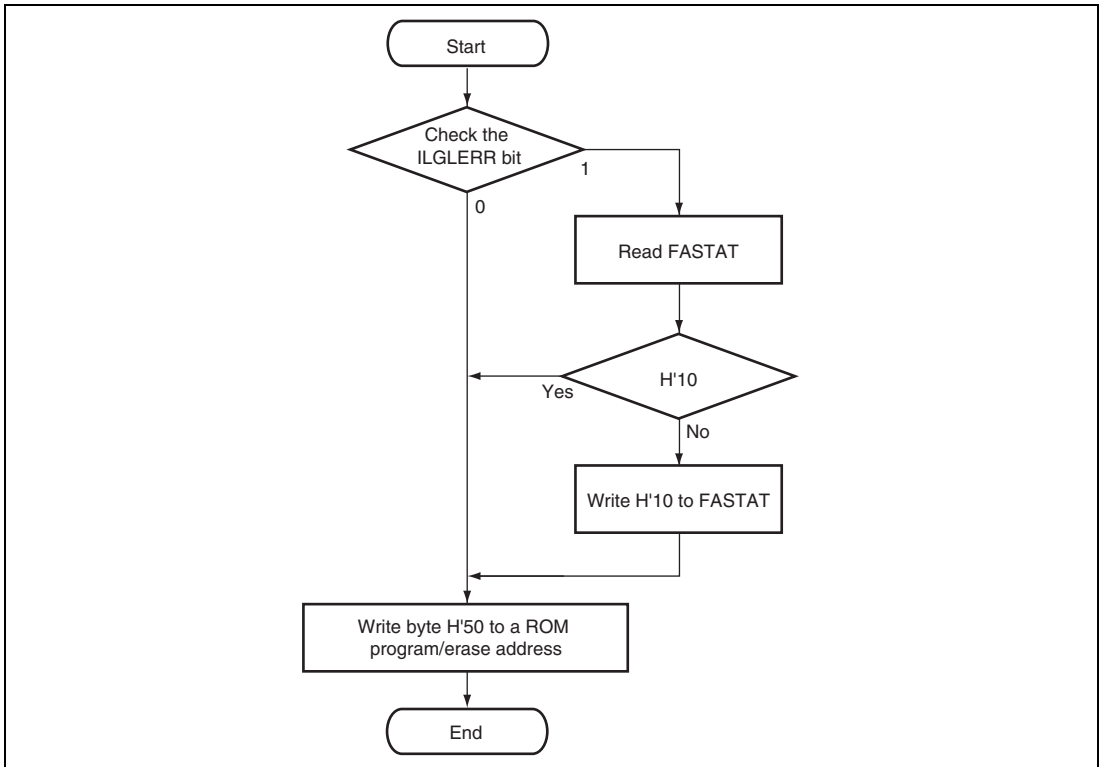 Start
Check the
ILGLERR bit
1
0
Read FASTAT
H'10
Yes
No
Write H'10 to FASTAT
Write byte H'50 to a ROM
program/erase address
End